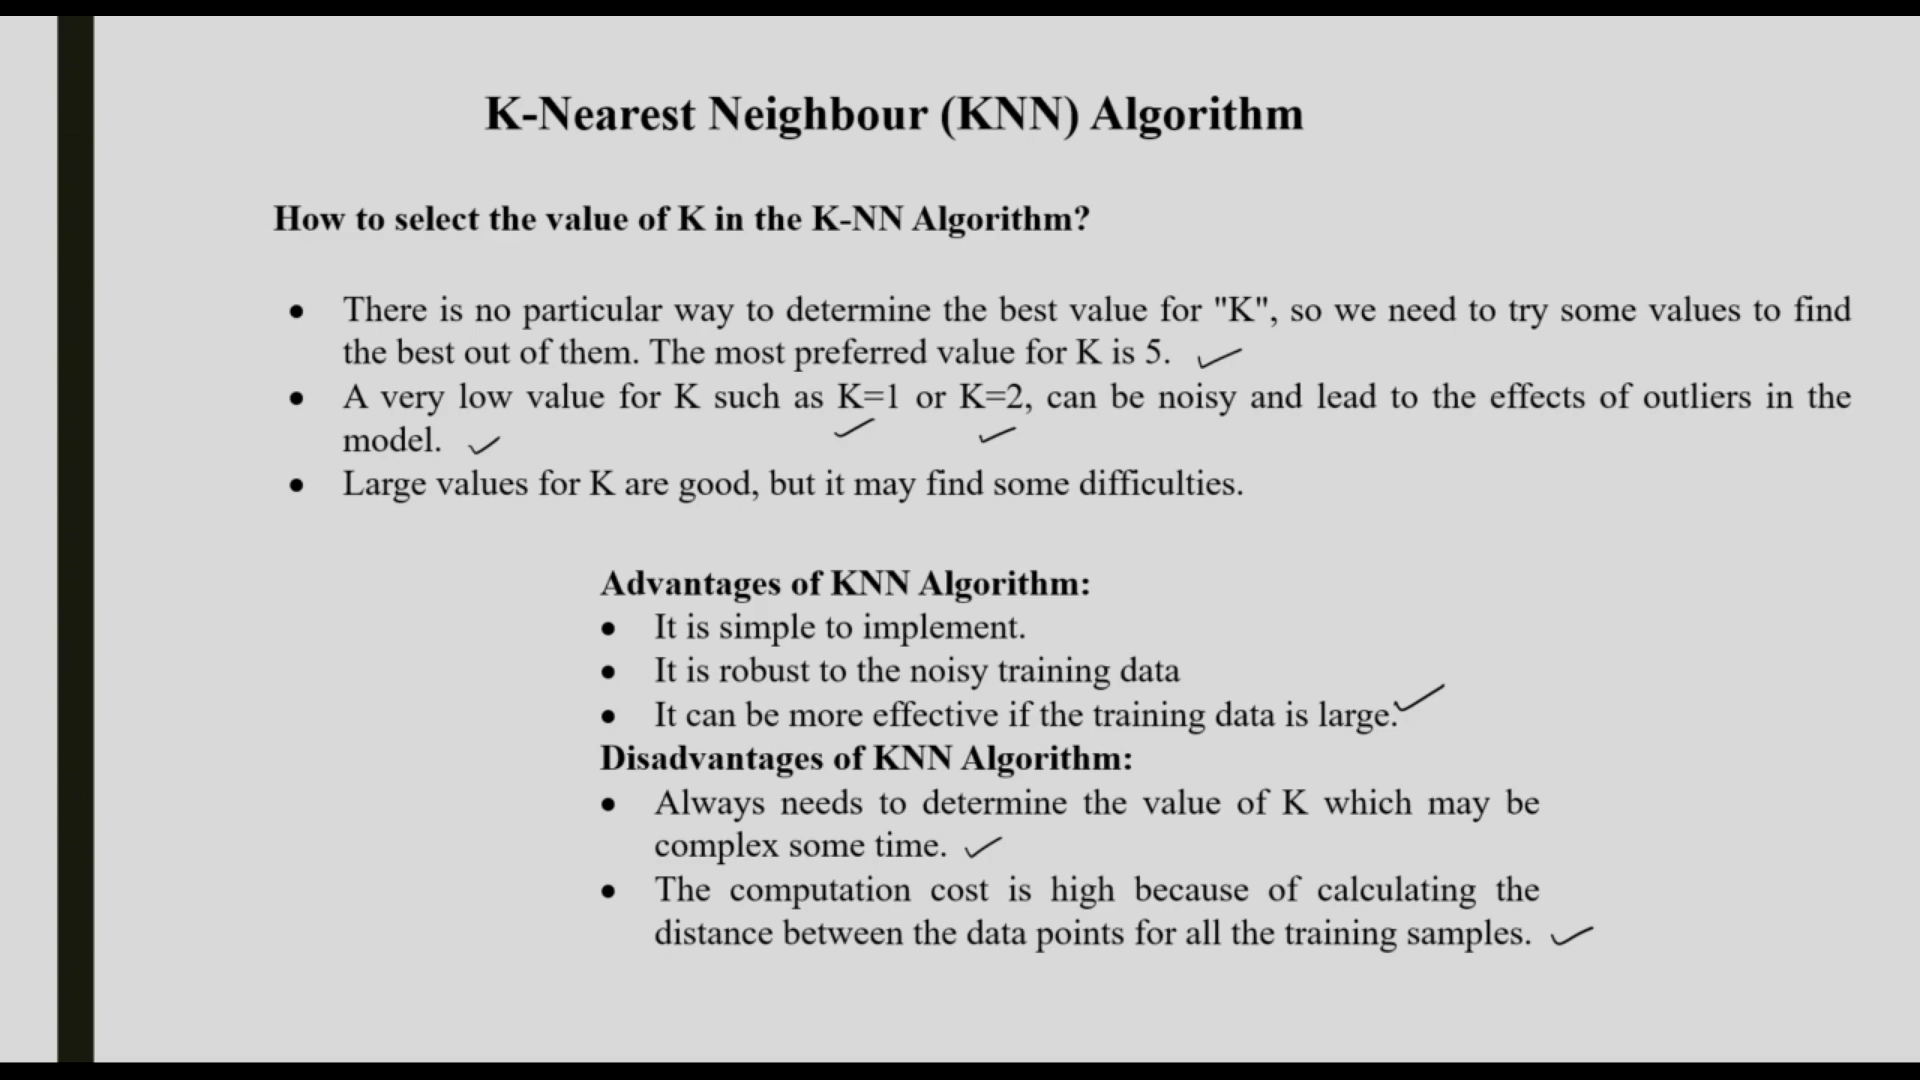 K-Nearest Neighbour (KNN) Algorithm
How to select the value of K in the K-NN Algorithm?
• There is no particular way to determine the best value for "K", so we need to try some values to find
the best out of them. The most preferred value for K is 5.
• A very low value for K such as K=1 or K=2, can be noisy and lead to the effects of outliers in the
model.
• Large values for K are good, but it may find some difficulties.
Advantages of KNN Algorithm:
• It is simple to implement.
• It is robust to the noisy training data
• It can be more effective if the training data is large.
Disadvantages of KNN Algorithm:
• Always needs to determine the value of K which may be
complex some time.
• The computation cost is high because of calculating the
distance between the data points for all the training samples.